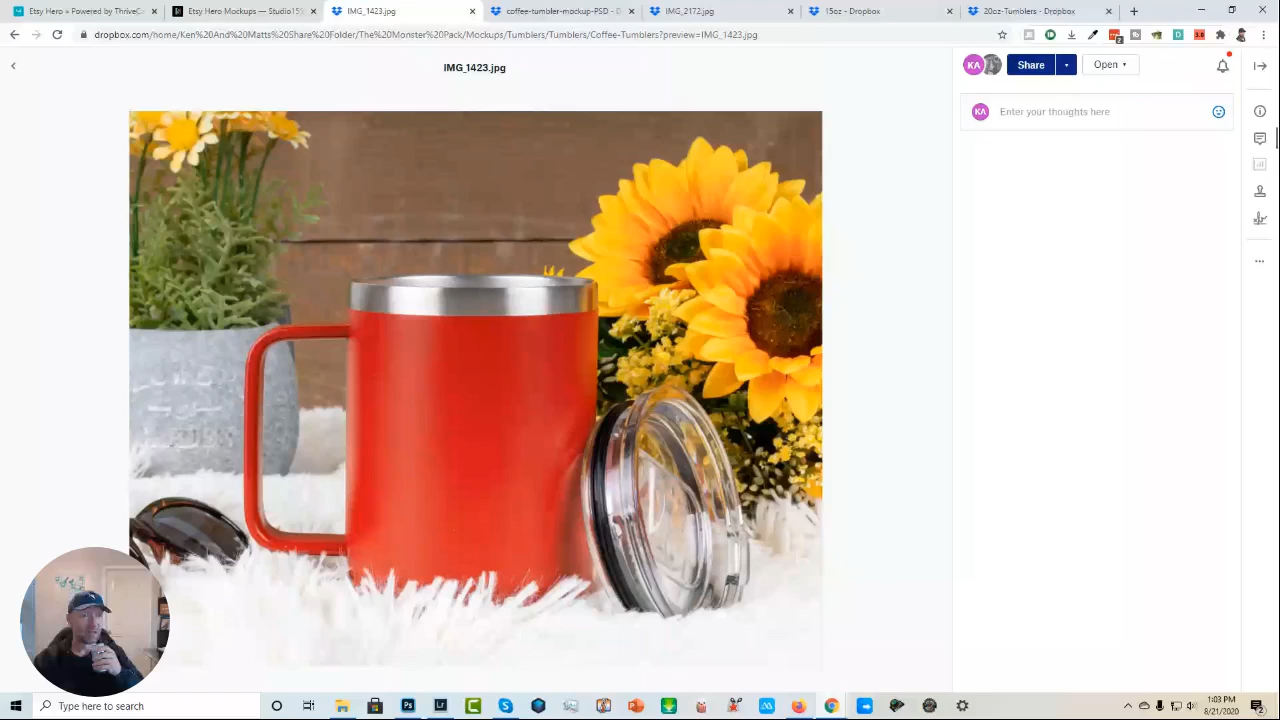 Etsy Hero » Powered by ThriveC
Etsy Hero Mockups — Studio15
IMG_1423.jpg
coffee-tumbler-mockup-PSD - D
IMG_2172.jpg
15oz - Dropbox
20oz-Tumblers - Dropbox
dropbox.com/home/Ken%20And%20Matts%20Share%20Folder/The%20Monster%20Pack/Mockups/Tumblers/Tumblers/Coffee-Tumblers?preview=IMG_1423.jpg
IMG_1423.jpg
KA
Share
Open
KA
Enter your thoughts here
Type here to search
1:03 PM
8/21/2020